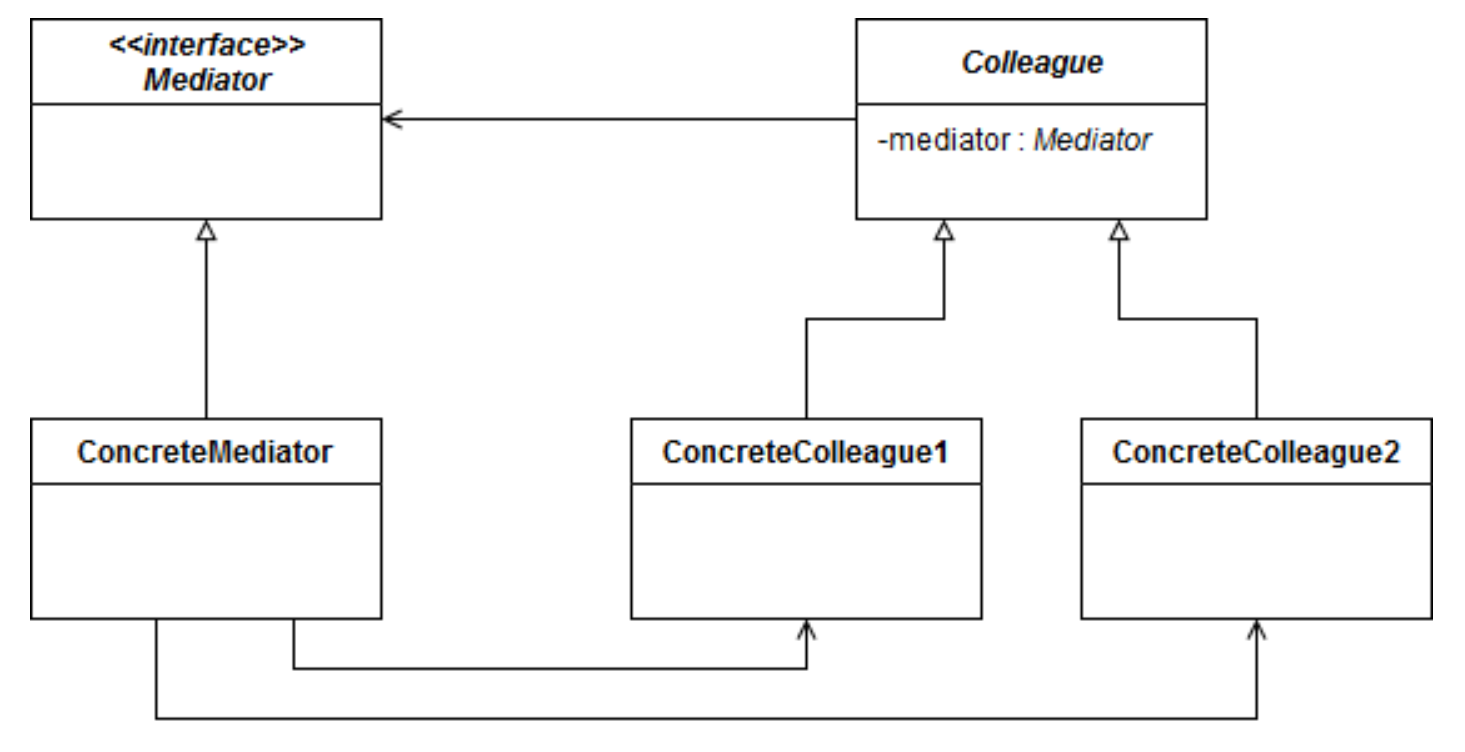 <<interface>>
Mediator
Colleague
-mediator : Mediator
ConcreteMediator
ConcreteColleague1
ConcreteColleague2